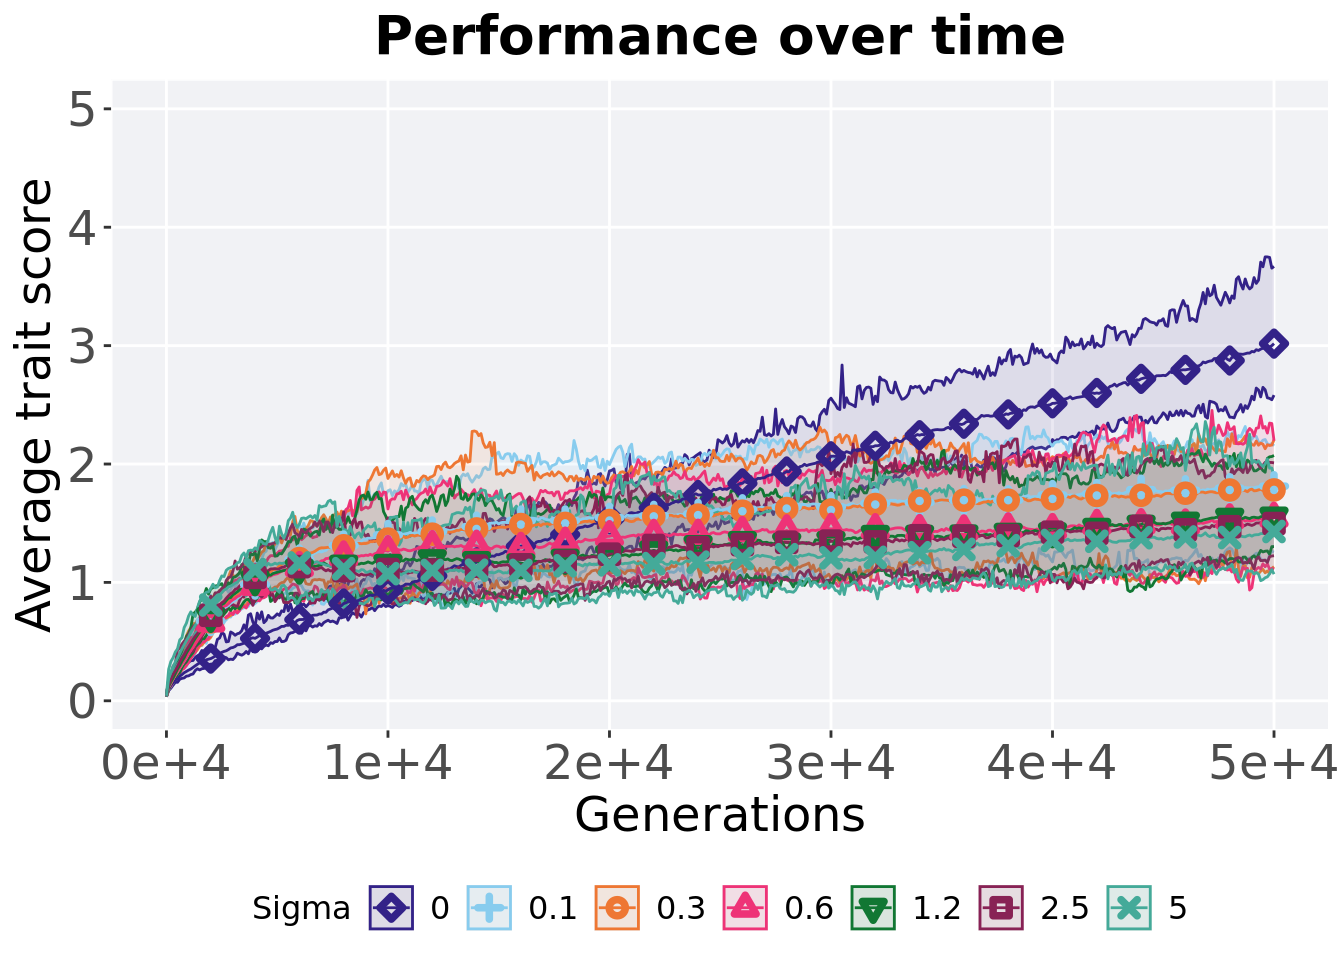 Performance over time
Average trait score
5
4
3
2
1
0
0e+4 1e+4 2e+4 3e+4 4e+4 5e+4
Generations
Sigma 0 0.1 0.3 0.6 1.2 2.5 5